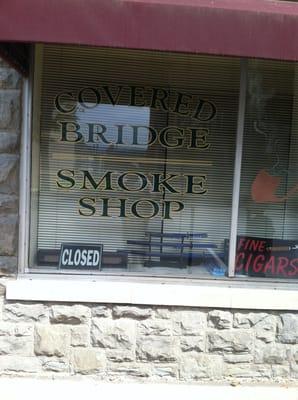 COVERED
BRIDGE
SMOKE
SHOP
CLOSED
FINE
CIGARS